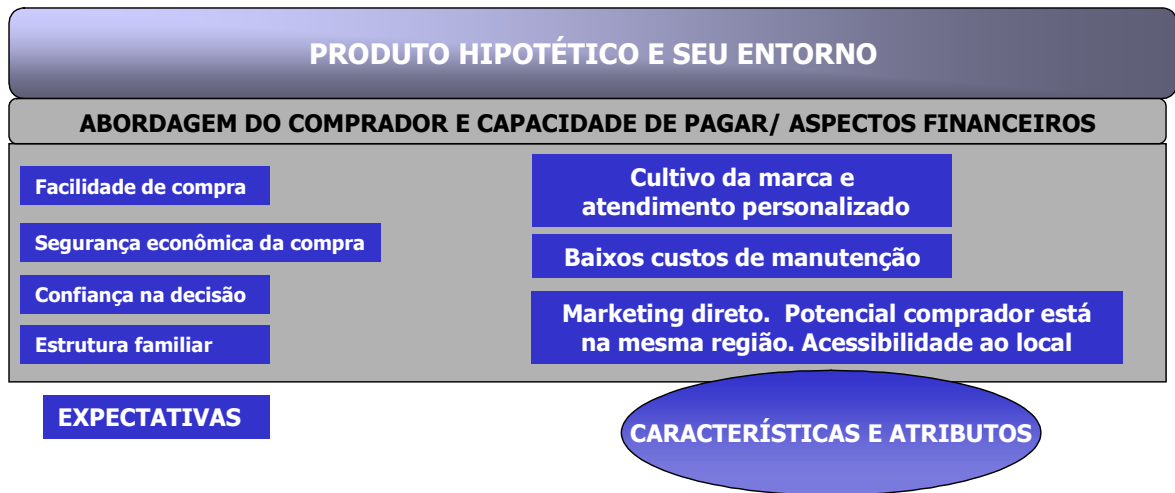 PRODUTO HIPOTÉTICO E SEU ENTORNO
ABORDAGEM DO COMPRADOR E CAPACIDADE DE PAGAR/ ASPECTOS FINANCEIROS
Facilidade de compra
Segurança econômica da compra
Confiança na decisão
Estrutura familiar
Cultivo da marca e
atendimento personalizado
Baixos custos de manutenção
Marketing direto. Potencial comprador está
na mesma região. Acessibilidade ao local
EXPECTATIVAS
CARACTERÍSTICAS E ATRIBUTOS